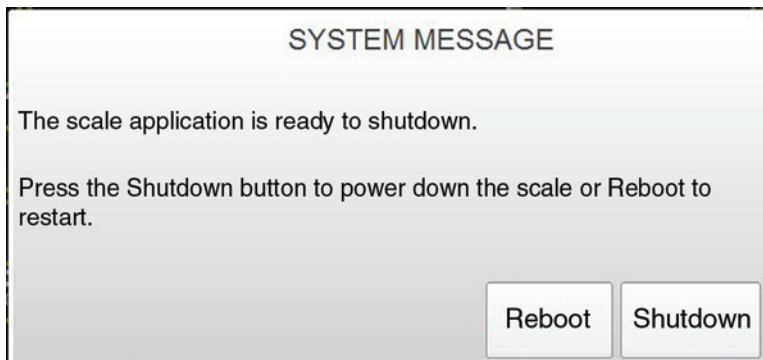 SYSTEM MESSAGE
The scale application is ready to shutdown.
Press the Shutdown button to power down the scale or Reboot to
restart.
Reboot Shutdown